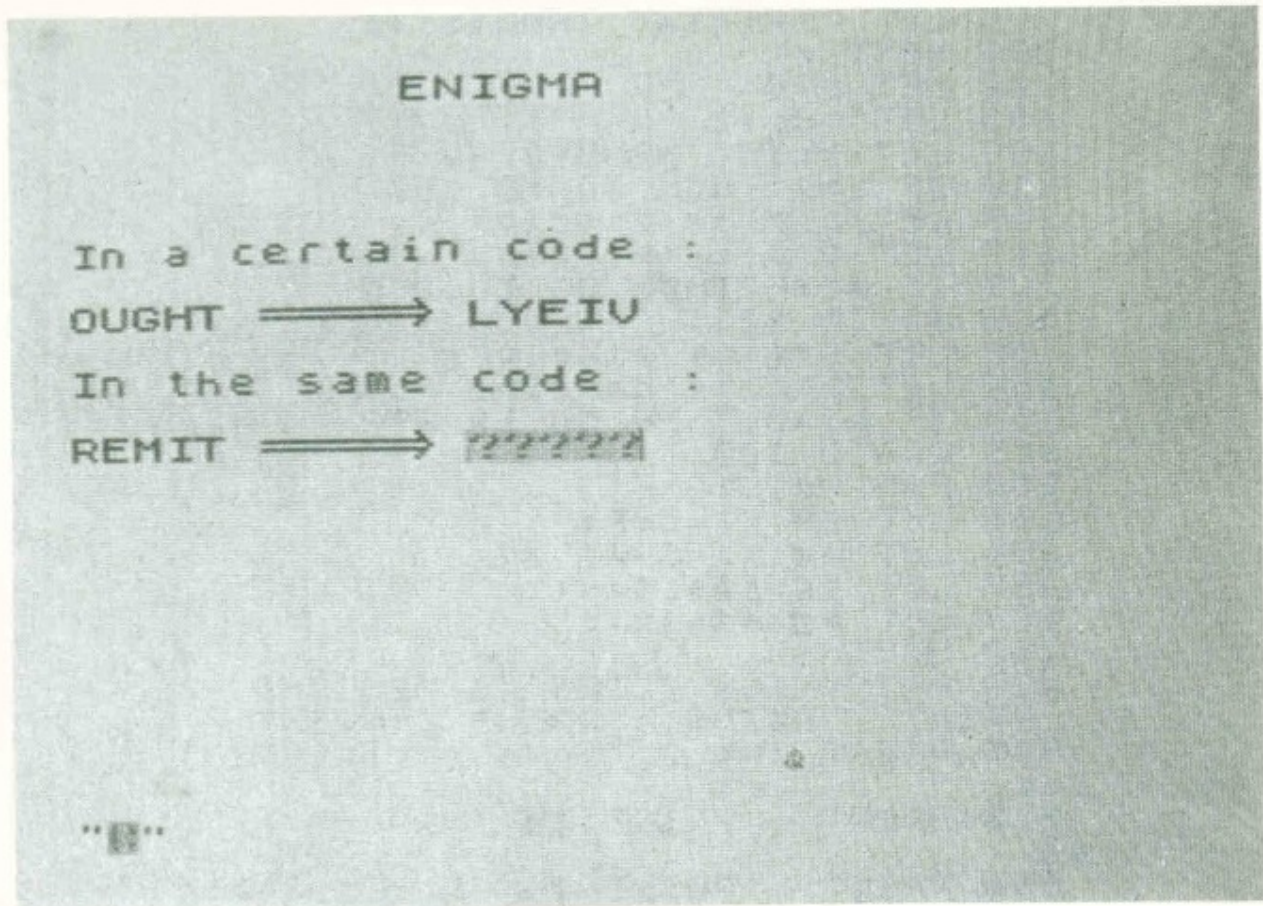 ENIGMA
In a certain code :
OUGHT ⟹ LYEIV
In the same code :
REMIT ⟹ ?????
"
"